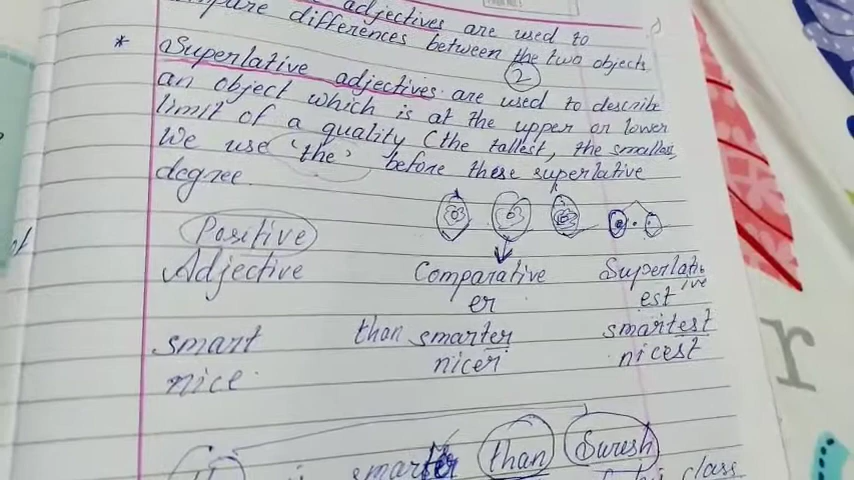 adjectives are used to
mpare differences between the two objects
* Superlative adjectives are used to describe
2
an object which is at the upper or lower
limit of a quality (the tallest, the smallest,
We use 'the' before these superlative
degree.
Positive
Adjective Comparative Superlative
er est
smart than smarter smartest
nice nicer nicest
is smarter than Suresh
class
r